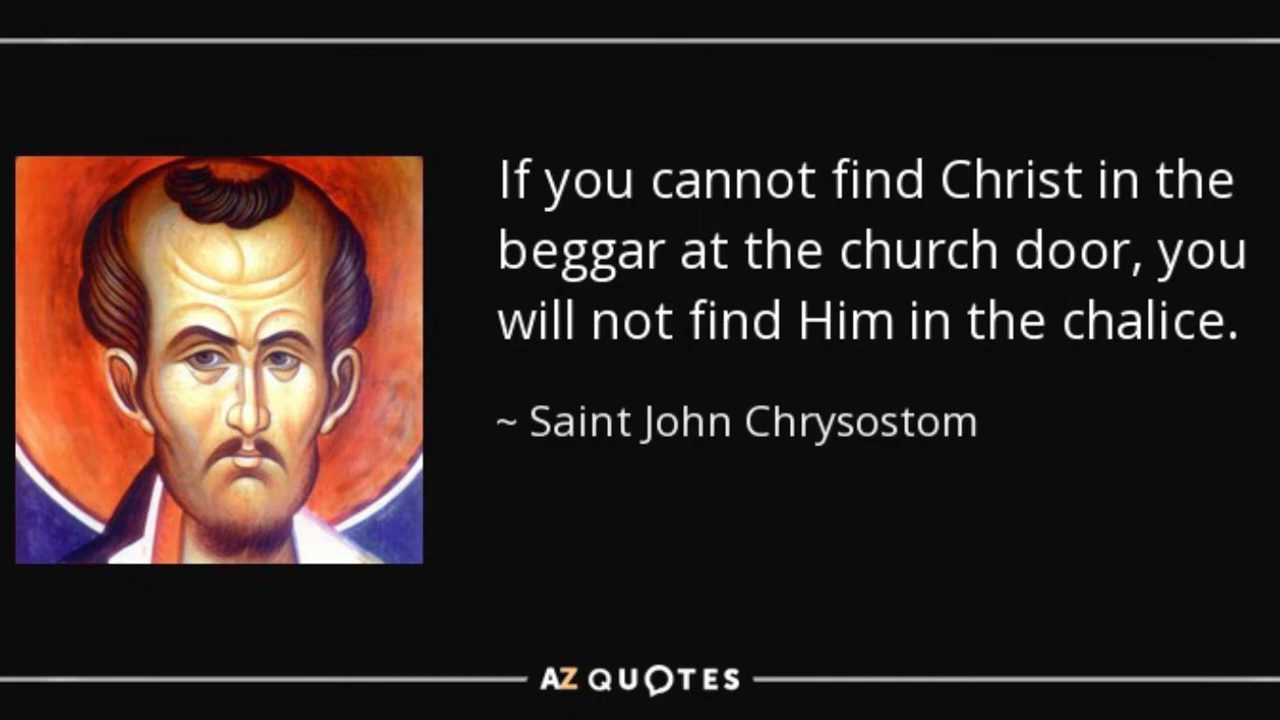 If you cannot find Christ in the
beggar at the church door, you
will not find Him in the chalice.
~ Saint John Chrysostom
AZ QUOTES